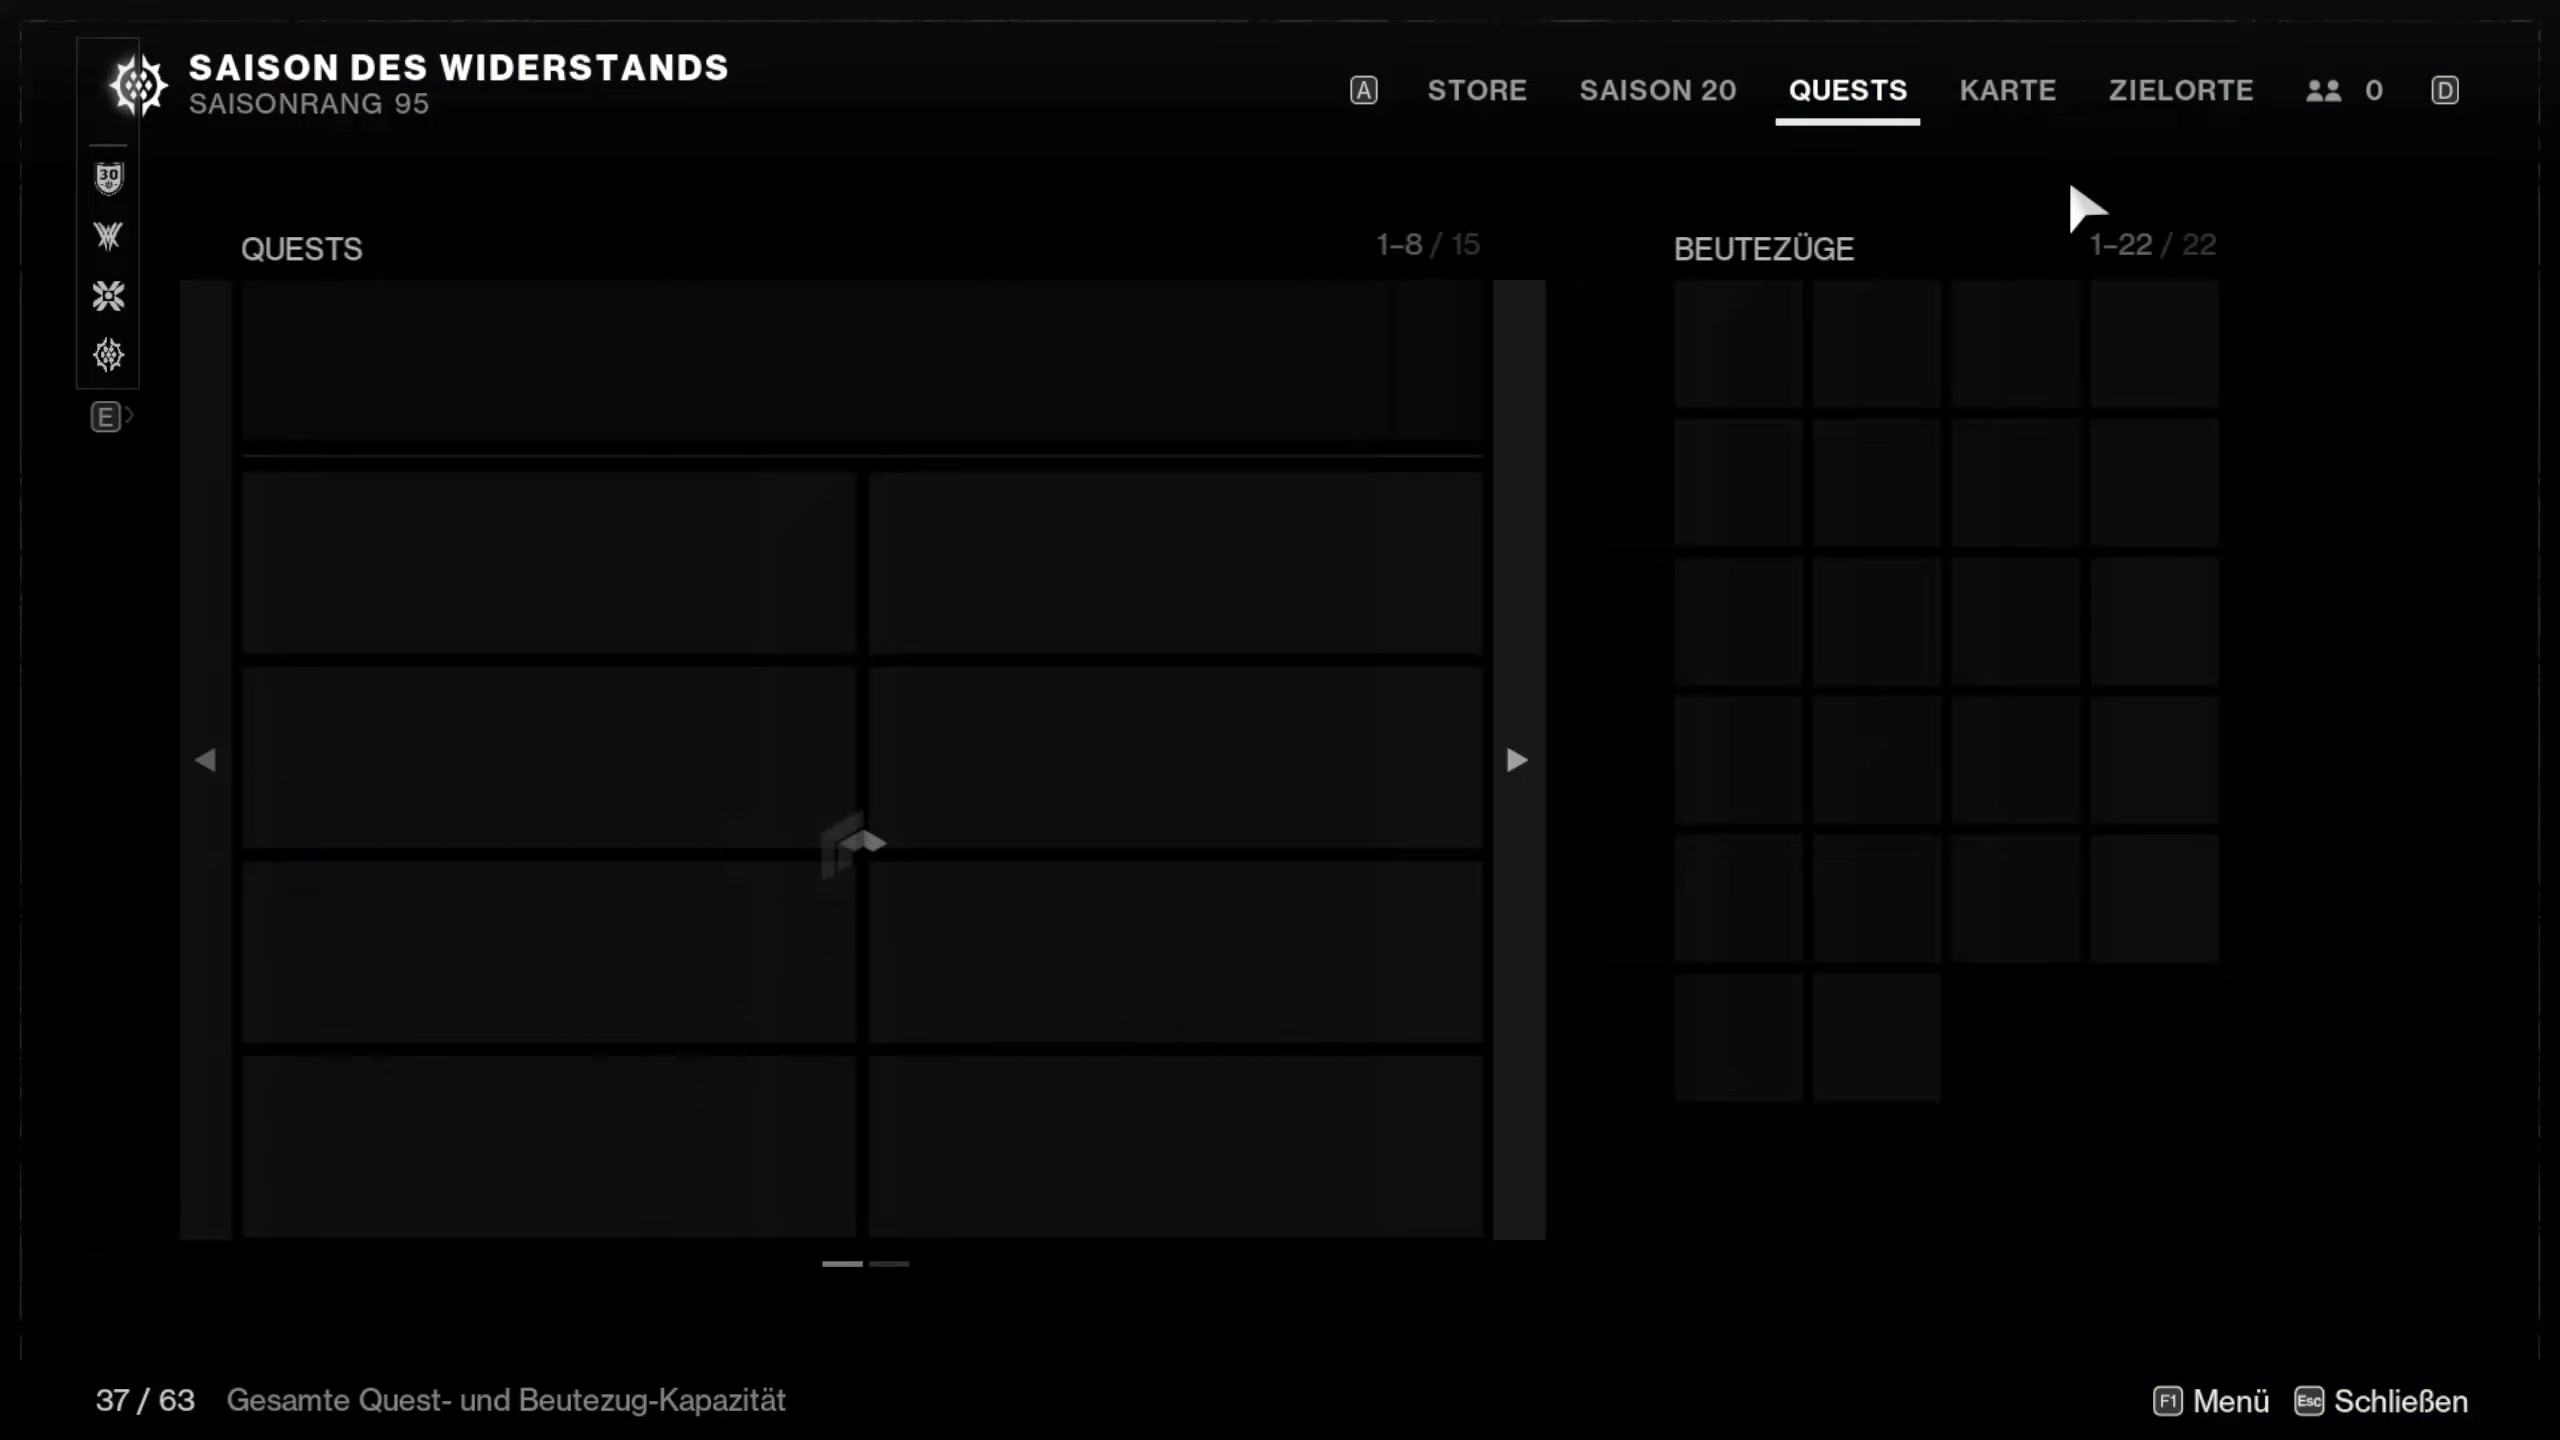 SAISON DES WIDERSTANDS
SAISONRANG 95
A STORE SAISON 20 QUESTS KARTE ZIELORTE 0 D
30
E
QUESTS 1–8 / 15
BEUTEZÜGE 1–22 / 22
37 / 63 Gesamte Quest- und Beutezug-Kapazität
F1 Menü Esc Schließen